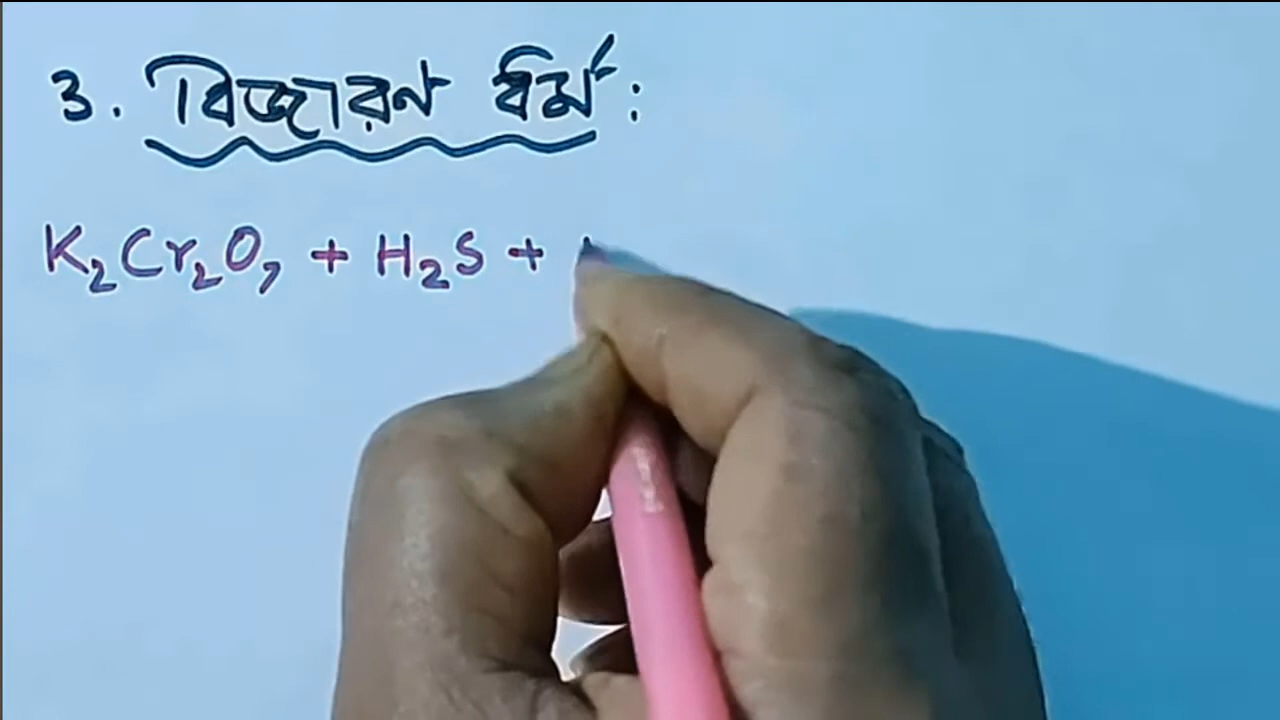 3. বিজারণ ধর্ম:
K₂Cr₂O₇ + H₂S +